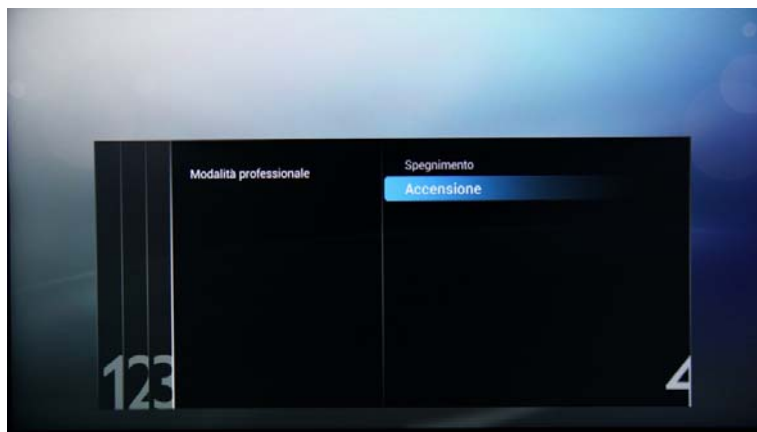 Modalità professionale
Spegnimento
Accensione
123
4